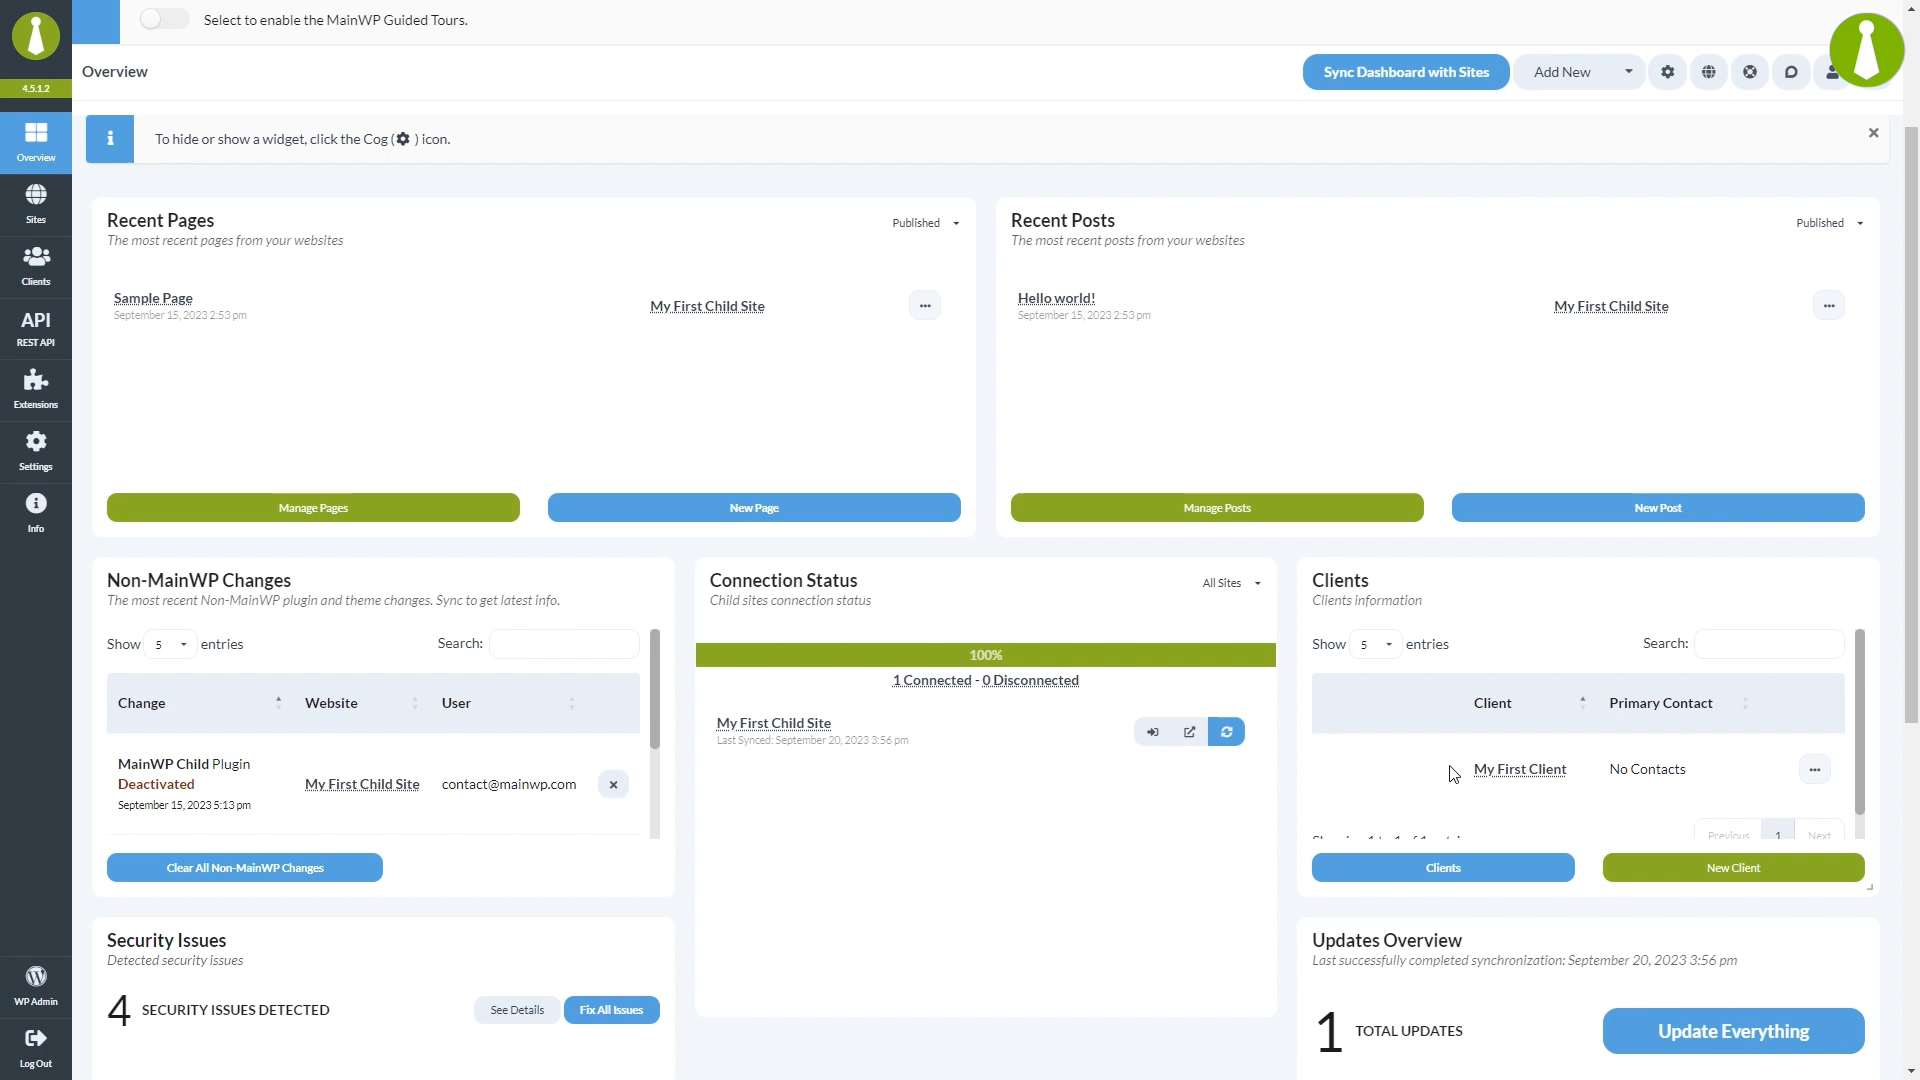 Select to enable the MainWP Guided Tours.
4.5.1.2
Overview
Sync Dashboard with Sites
Add New
Overview
Sites
Clients
API
REST API
Extensions
Settings
Info
WP Admin
Log Out
To hide or show a widget, click the Cog ( ) icon.
Recent Pages
Published
The most recent pages from your websites
Sample Page
September 15, 2023 2:53 pm
My First Child Site
Manage Pages
New Page
Recent Posts
Published
The most recent posts from your websites
Hello world!
September 15, 2023 2:53 pm
My First Child Site
Manage Posts
New Post
Non-MainWP Changes
The most recent Non-MainWP plugin and theme changes. Sync to get latest info.
Show 5 entries
Search:
Change Website User
MainWP Child Plugin
Deactivated
September 15, 2023 5:13 pm
My First Child Site
contact@mainwp.com
Clear All Non-MainWP Changes
Connection Status
All Sites
Child sites connection status
100%
1 Connected - 0 Disconnected
My First Child Site
Last Synced: September 20, 2023 3:56 pm
Clients
Clients information
Show 5 entries
Search:
Client Primary Contact
My First Client No Contacts
Previous 1 Next
Clients
New Client
Security Issues
Detected security issues
4 SECURITY ISSUES DETECTED
See Details
Fix All Issues
Updates Overview
Last successfully completed synchronization: September 20, 2023 3:56 pm
1 TOTAL UPDATES
Update Everything